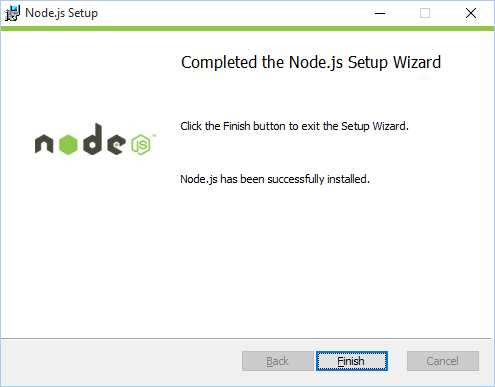 Node.js Setup
Completed the Node.js Setup Wizard
node JS ™
Click the Finish button to exit the Setup Wizard.
Node.js has been successfully installed.
Back
Finish
Cancel